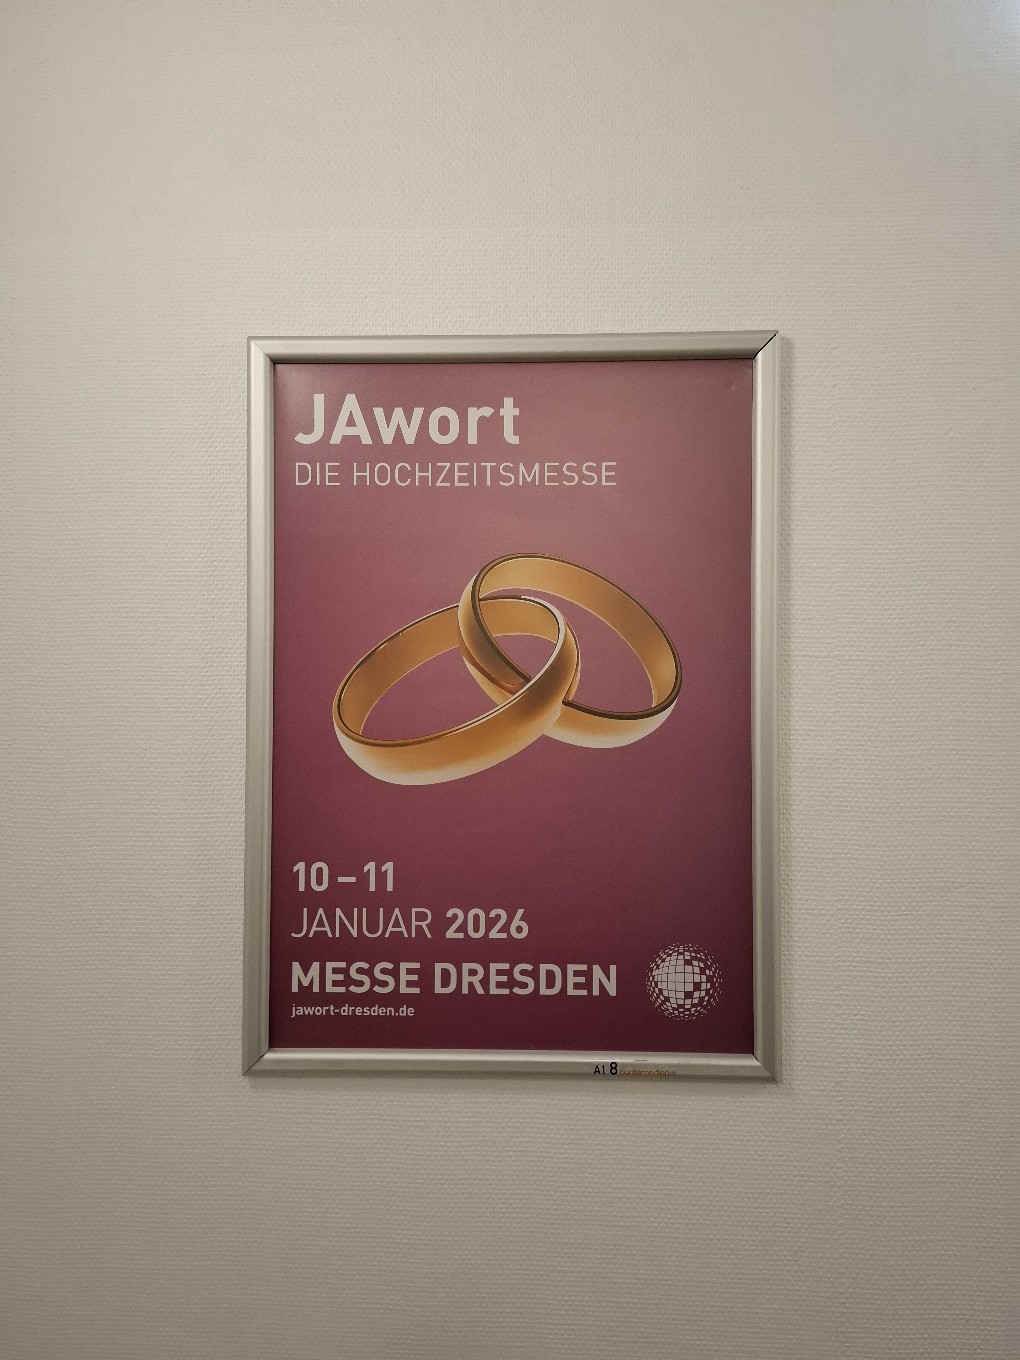 JAwort
DIE HOCHZEITSMESSE
10 – 11
JANUAR 2026
MESSE DRESDEN
jawort-dresden.de
A1 8